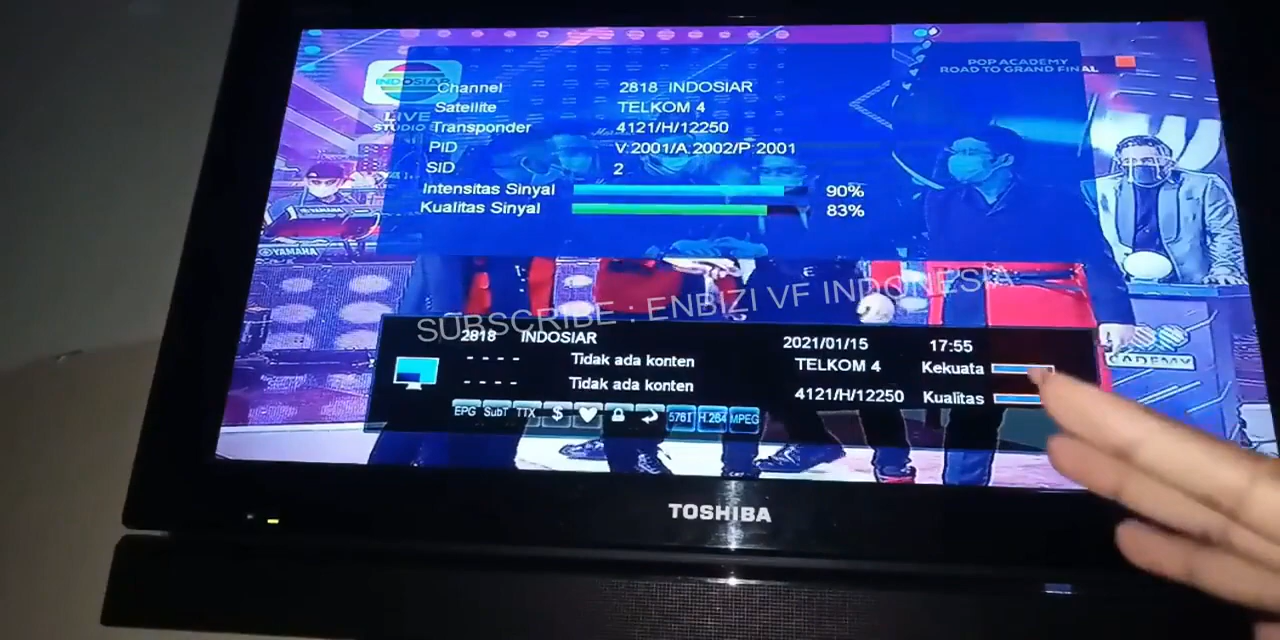 INDOSIAR
LIVE
POP ACADEMY
ROAD TO GRAND FINAL
Channel 2818 INDOSIAR
Satellite TELKOM 4
Transponder 4121/H/12250
PID V:2001/A:2002/P:2001
SID 2
Intensitas Sinyal 90%
Kualitas Sinyal 83%
YAMAHA
YAMAHA
SUBSCRIBE : ENBIZI VF INDONESIA
2818 INDOSIAR 2021/01/15 17:55
- - - - Tidak ada konten TELKOM 4 Kekuata
- - - - Tidak ada konten 4121/H/12250 Kualitas
EPG SubT TTX $ 576I H.264 MPEG
CADEMY
TOSHIBA